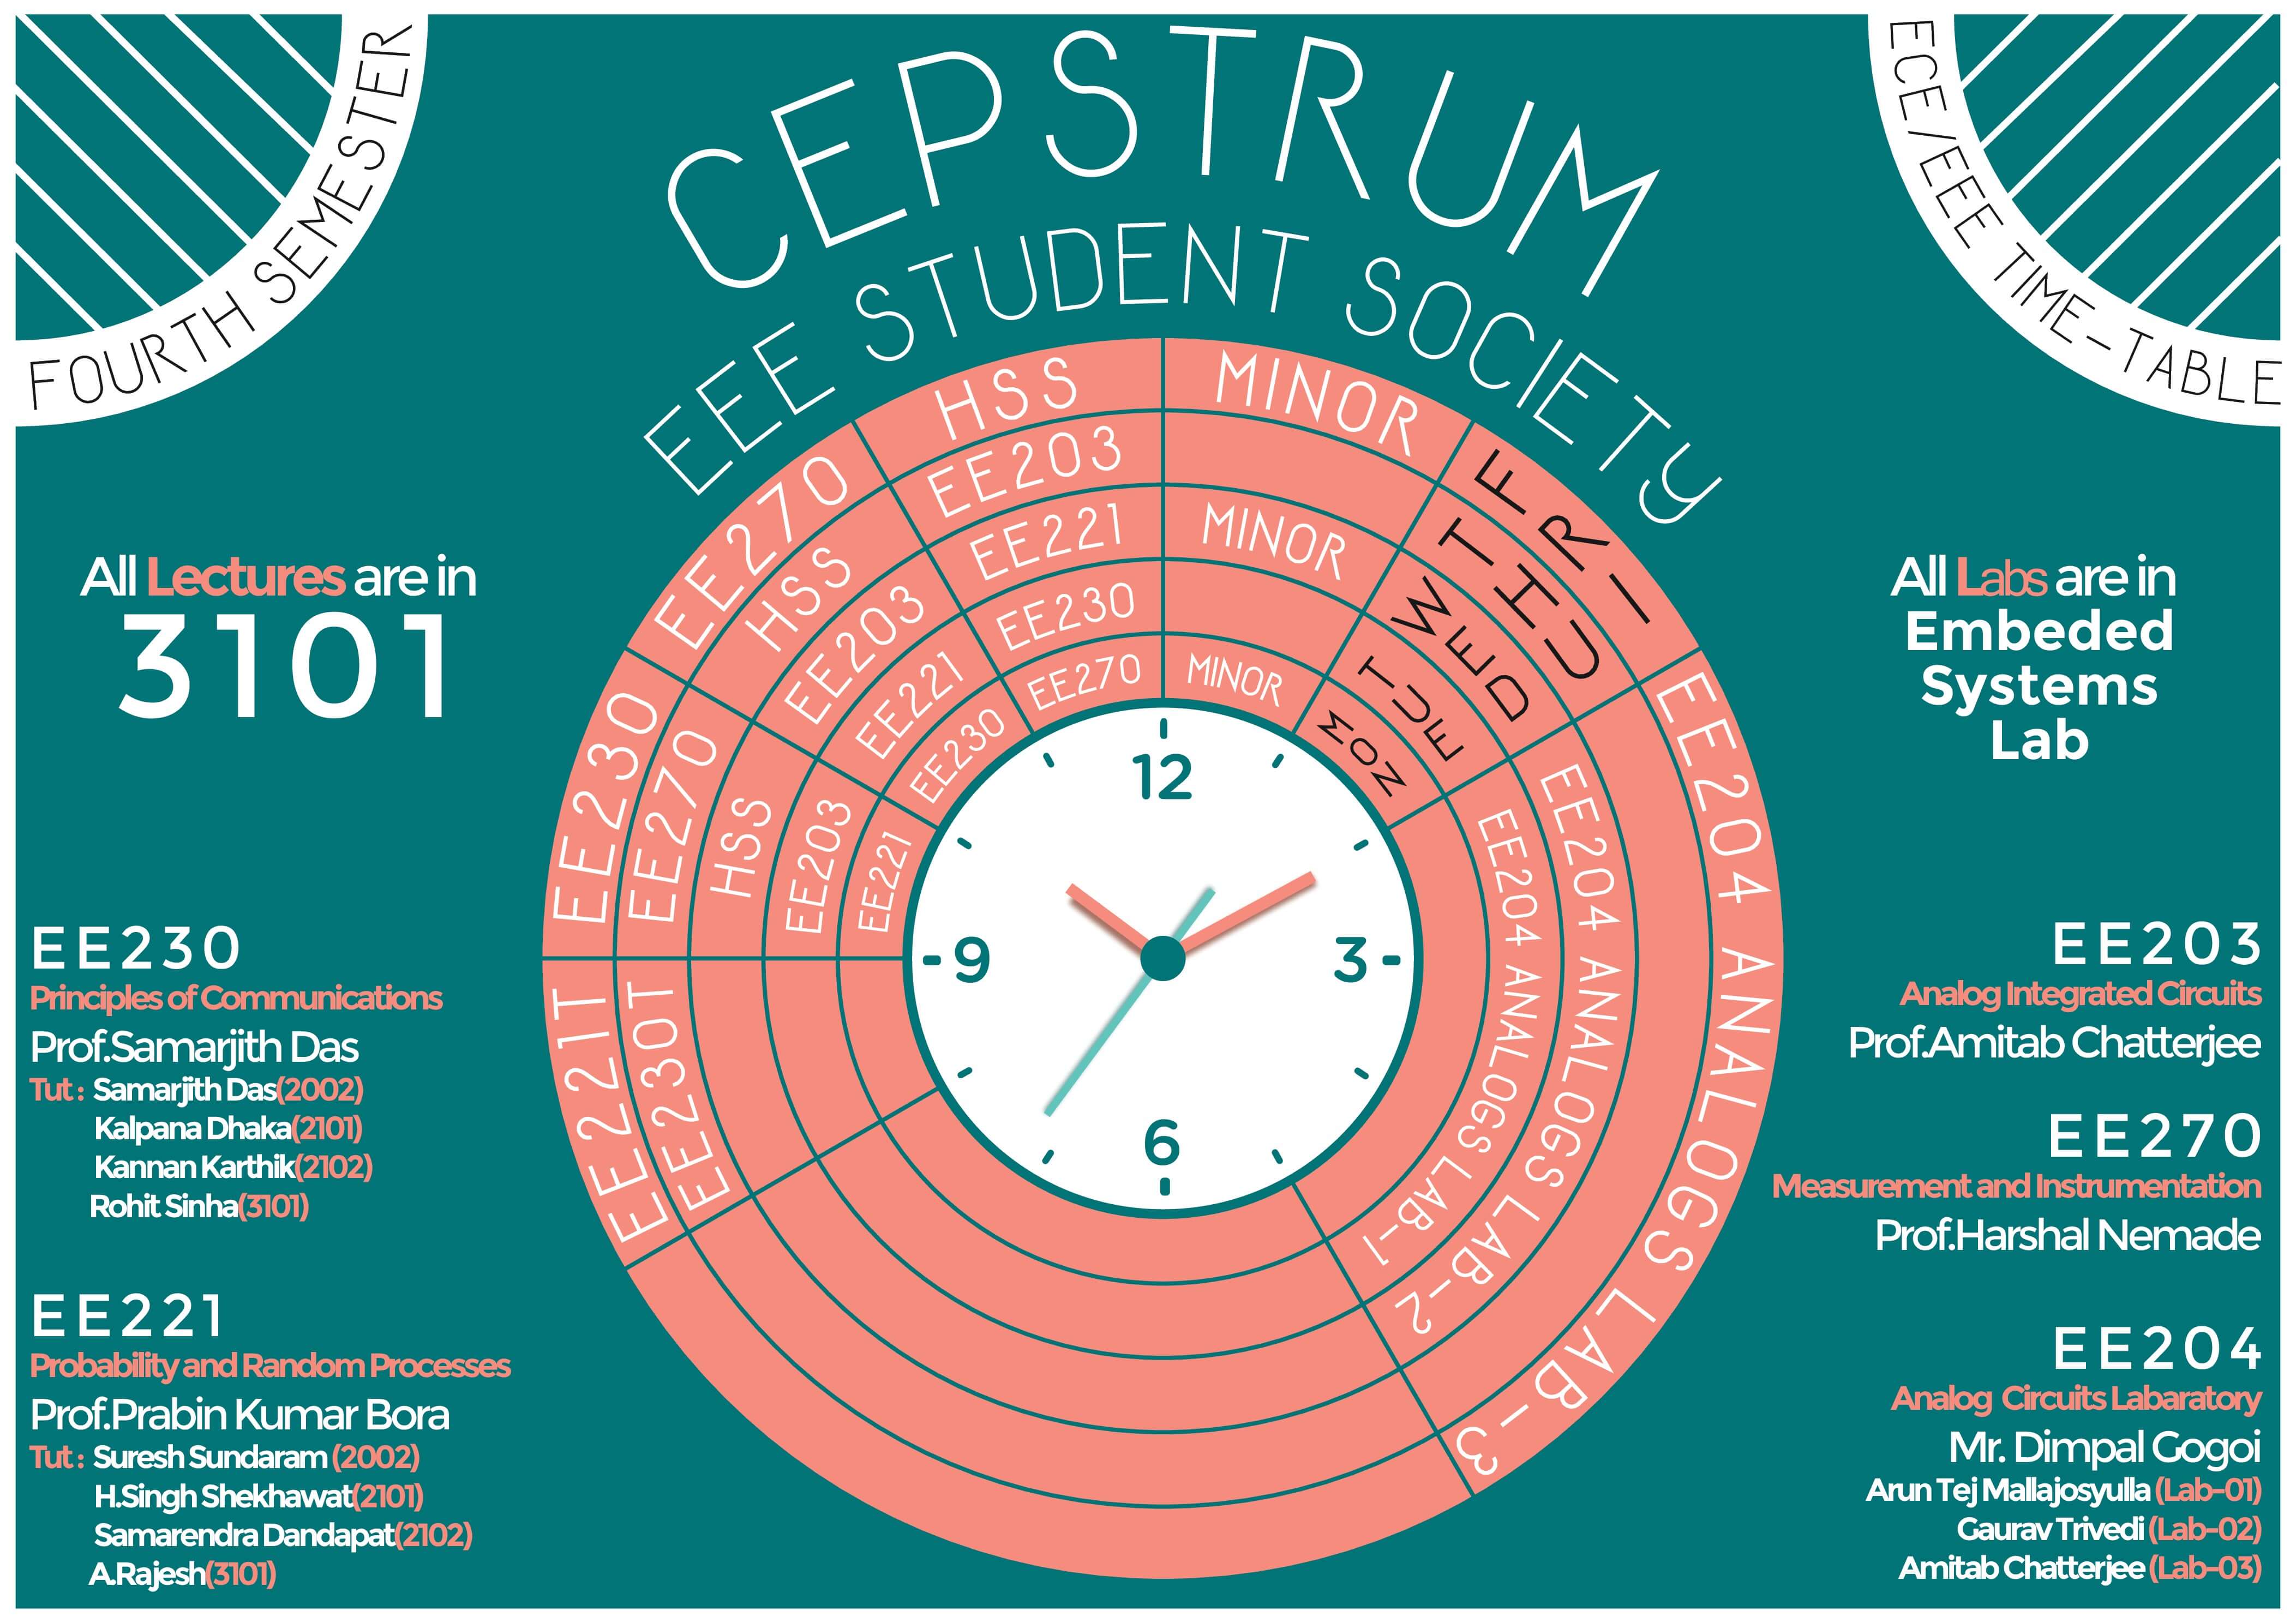 FOURTH SEMESTER
CEPSTRUM
EEE STUDENT SOCIETY
ECE/EEE TIME-TABLE
All Lectures are in
3101
EE230
Principles of Communications
Prof.Samarjith Das
Tut : Samarjith Das(2002)
Kalpana Dhaka(2101)
Kannan Karthik(2102)
Rohit Sinha(3101)
EE221
Probability and Random Processes
Prof.Prabin Kumar Bora
Tut : Suresh Sundaram (2002)
H.Singh Shekhawat(2101)
Samarendra Dandapat(2102)
A.Rajesh(3101)
MON
EE221
EE230
EE270
MINOR
EE204 ANALOGS LAB-1
TUE
EE203
EE221
EE230
EE204 ANALOGS LAB-2
WED
HSS
EE203
EE221
MINOR
THU
EE230T
EE270
HSS
EE203
FRI
EE221T
EE230
EE270
HSS
MINOR
EE204 ANALOGS LAB-3
12
9
3
6
All Labs are in
Embeded
Systems
Lab
EE203
Analog Integrated Circuits
Prof.Amitab Chatterjee
EE270
Measurement and Instrumentation
Prof.Harshal Nemade
EE204
Analog Circuits Labaratory
Mr. Dimpal Gogoi
Arun Tej Mallajosyulla (Lab-01)
Gaurav Trivedi (Lab-02)
Amitab Chatterjee (Lab-03)